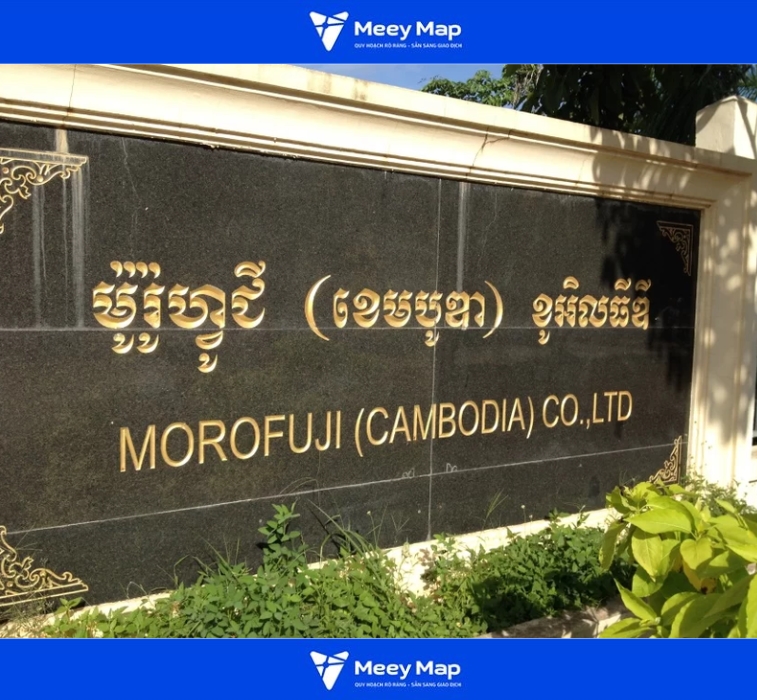 Meey Map
QUY HOẠCH RÕ RÀNG - SẴN SÀNG GIAO DỊCH
ម៉ូរ៉ូហ្វូជី (ខេមបូឌា) ខូអិលធីឌី
MOROFUJI (CAMBODIA) CO.,LTD
Meey Map
QUY HOẠCH RÕ RÀNG - SẴN SÀNG GIAO DỊCH